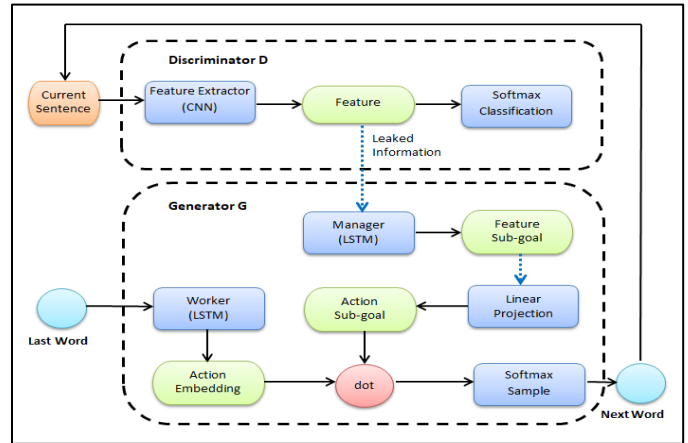 Discriminator D
Current
Sentence
Feature Extractor
(CNN)
Feature
Softmax
Classification
Leaked
Information
Generator G
Manager
(LSTM)
Feature
Sub-goal
Worker
(LSTM)
Action
Sub-goal
Linear
Projection
Last Word
Action
Embedding
dot
Softmax
Sample
Next Word